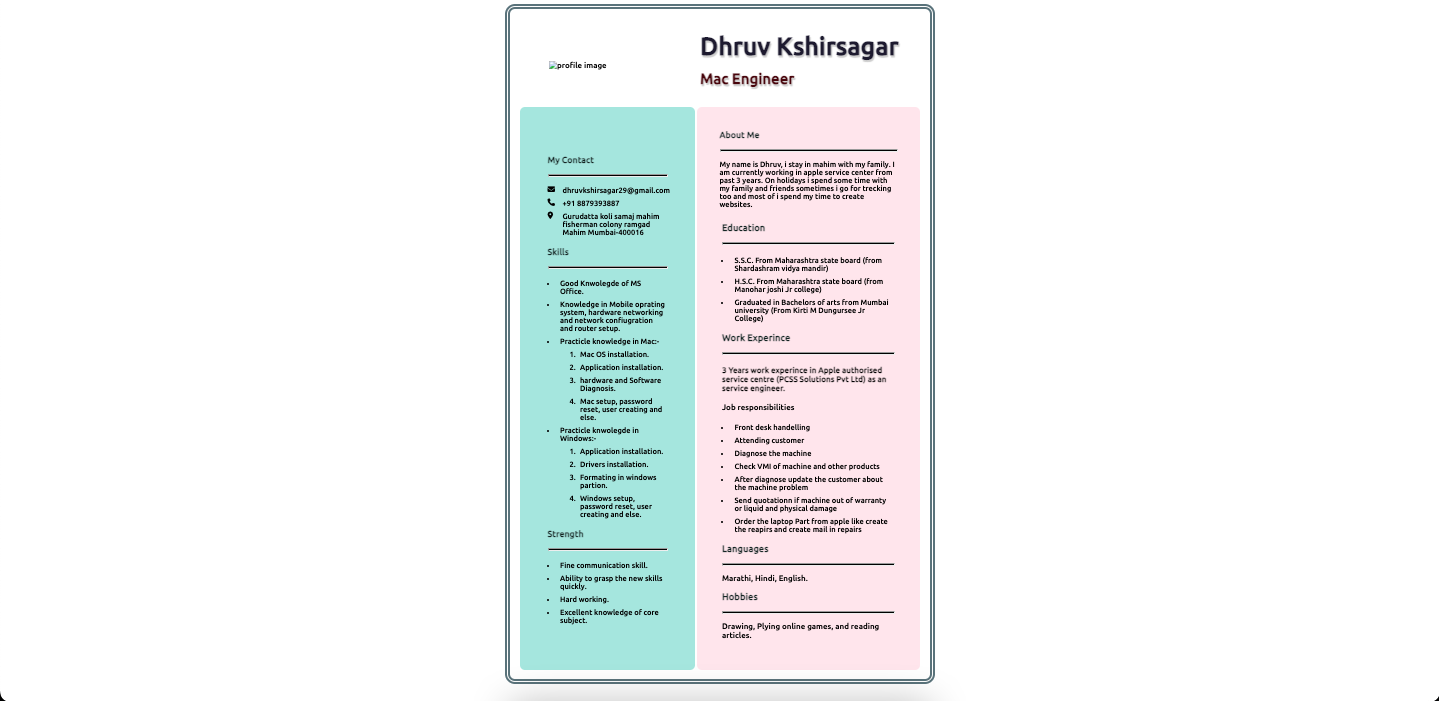 profile image
Dhruv Kshirsagar
Mac Engineer
My Contact
dhruvkshirsagar29@gmail.com
+91 8879393887
Gurudatta koli samaj mahim
fisherman colony ramgad
Mahim Mumbai-400016
Skills
• Good Knwolegde of MS
Office.
• Knowledge in Mobile oprating
system, hardware networking
and network confiugration
and router setup.
• Practicle knowledge in Mac:-
1. Mac OS installation.
2. Application installation.
3. hardware and Software
Diagnosis.
4. Mac setup, password
reset, user creating and
else.
• Practicle knwolegde in
Windows:-
1. Application installation.
2. Drivers installation.
3. Formating in windows
partion.
4. Windows setup,
password reset, user
creating and else.
Strength
• Fine communication skill.
• Ability to grasp the new skills
quickly.
• Hard working.
• Excellent knowledge of core
subject.
About Me
My name is Dhruv, i stay in mahim with my family. I
am currently working in apple service center from
past 3 years. On holidays i spend some time with
my family and friends sometimes i go for trecking
too and most of i spend my time to create
websites.
Education
• S.S.C. From Maharashtra state board (from
Shardashram vidya mandir)
• H.S.C. From Maharashtra state board (from
Manohar joshi Jr college)
• Graduated in Bachelors of arts from Mumbai
university (From Kirti M Dungursee Jr
College)
Work Experince
3 Years work experince in Apple authorised
service centre (PCSS Solutions Pvt Ltd) as an
service engineer.
Job responsibilities
• Front desk handelling
• Attending customer
• Diagnose the machine
• Check VMI of machine and other products
• After diagnose update the customer about
the machine problem
• Send quotationn if machine out of warranty
or liquid and physical damage
• Order the laptop Part from apple like create
the reapirs and create mail in repairs
Languages
Marathi, Hindi, English.
Hobbies
Drawing, Plying online games, and reading
articles.